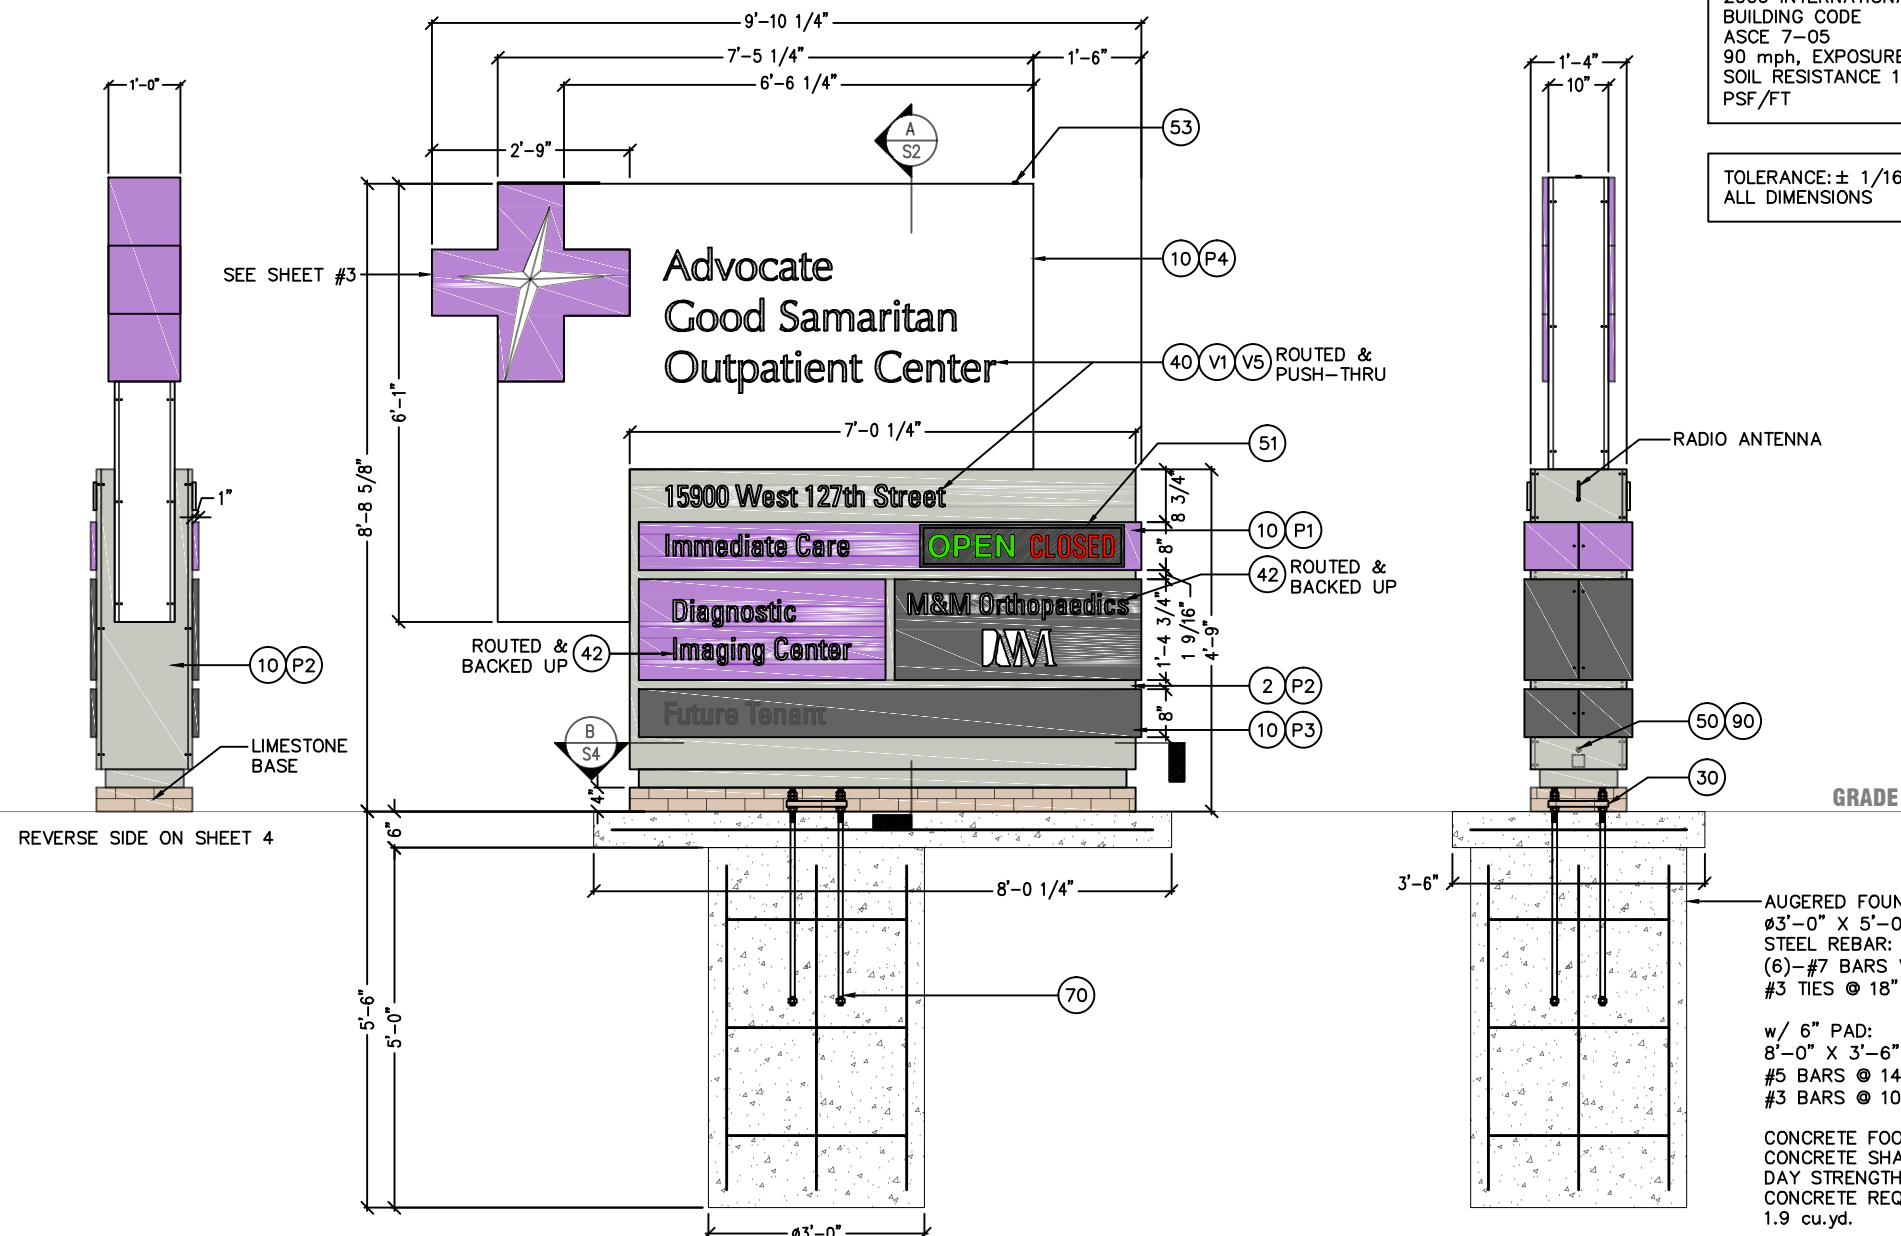 9'-10 1/4"
7'-5 1/4"
1'-6"
6'-6 1/4"
2'-9"
1'-0"
A
S2
53
1'-4"
10"
BUILDING CODE
ASCE 7-05
90 mph, EXPOSURE
SOIL RESISTANCE 1
PSF/FT
TOLERANCE: ± 1/16
ALL DIMENSIONS
SEE SHEET #3
Advocate
Good Samaritan
Outpatient Center
10 P4
40 V1 V5 ROUTED &
PUSH-THRU
6'-1"
8'-8 5/8"
7'-0 1/4"
51
RADIO ANTENNA
1"
15900 West 127th Street
8 3/4"
Immediate Care
OPEN CLOSED
10 P1
8"
42 ROUTED &
BACKED UP
Diagnostic
Imaging Center
M&M Orthopaedics
MM
1'-4 3/4"
1 9/16"
4'-9"
ROUTED &
BACKED UP 42
10 P2
2 P2
Future Tenant
8"
10 P3
B
S4
50 90
LIMESTONE
BASE
4"
30
GRADE
REVERSE SIDE ON SHEET 4
6"
8'-0 1/4"
3'-6"
5'-6"
5'-0"
70
ø3'-0"
AUGERED FOUN
ø3'-0" X 5'-0
STEEL REBAR:
(6)-#7 BARS
#3 TIES @ 18"
w/ 6" PAD:
8'-0" X 3'-6"
#5 BARS @ 14
#3 BARS @ 10
CONCRETE FOO
CONCRETE SHA
DAY STRENGTH
CONCRETE REQ
1.9 cu.yd.